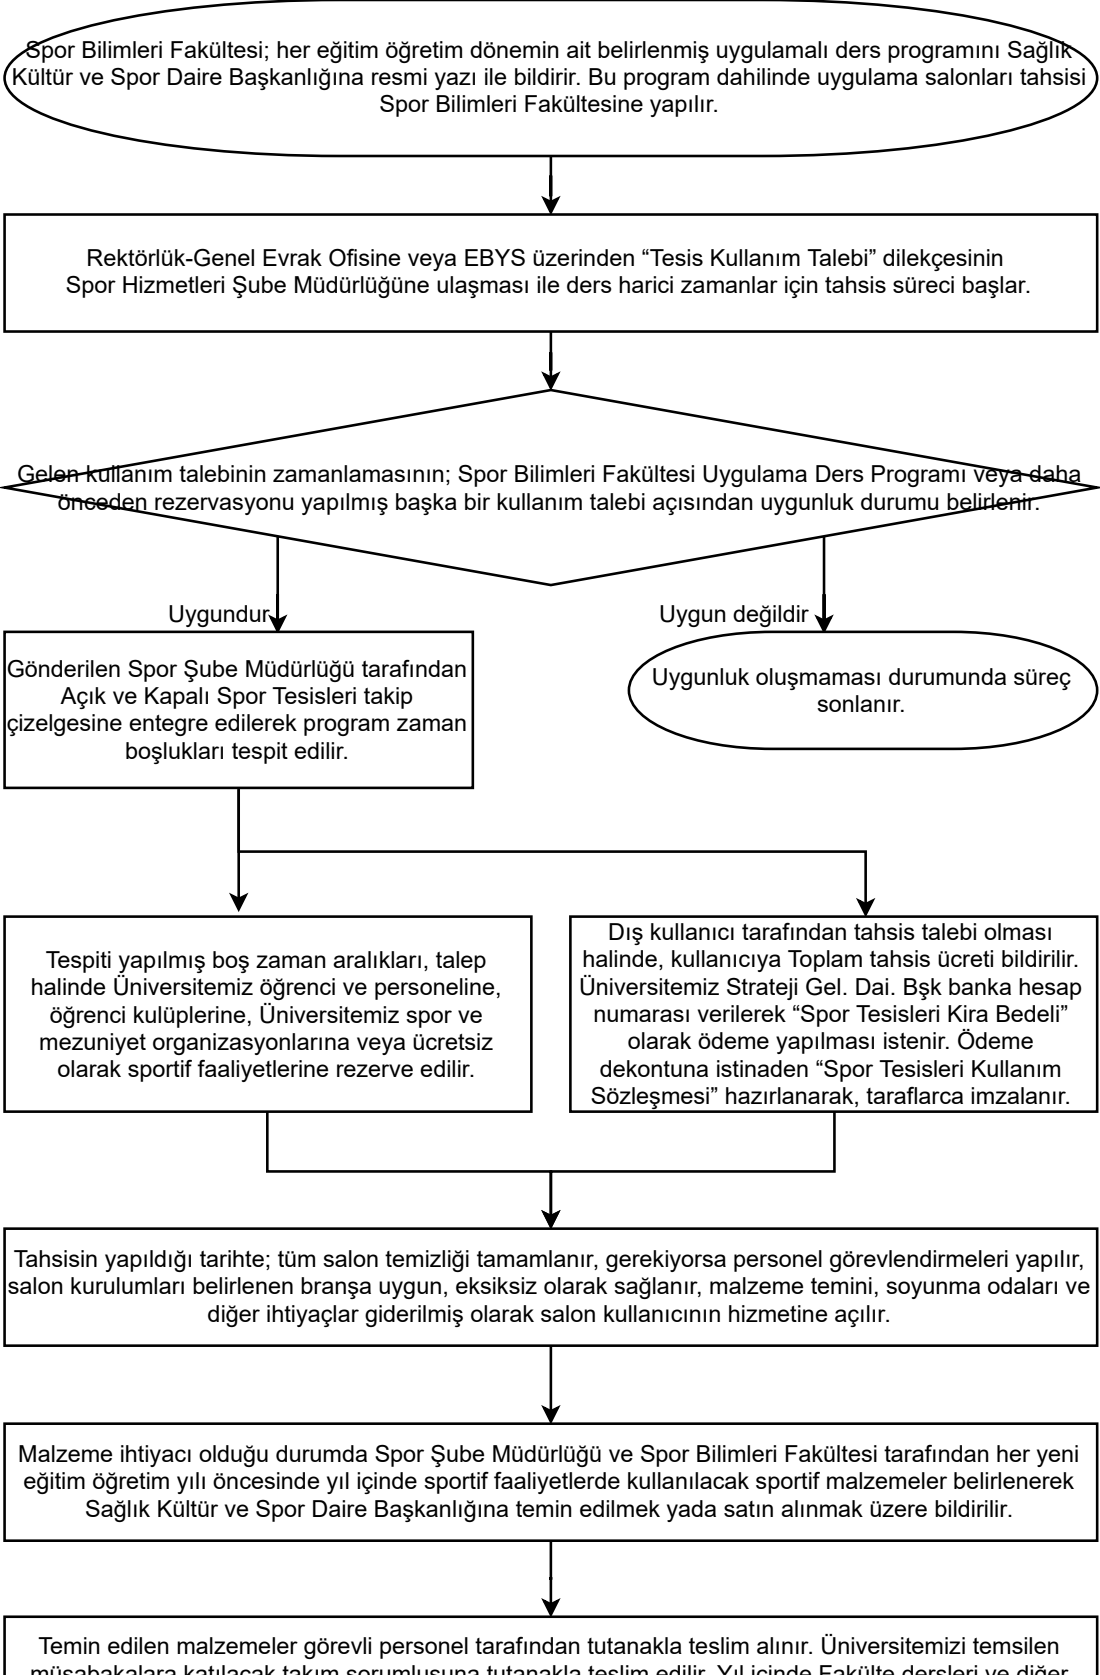 Spor Bilimleri Fakültesi; her eğitim öğretim dönemin ait belirlenmiş uygulamalı ders programını Sağlık
Kültür ve Spor Daire Başkanlığına resmi yazı ile bildirir. Bu program dahilinde uygulama salonları tahsisi
Spor Bilimleri Fakültesine yapılır.
Rektörlük-Genel Evrak Ofisine veya EBYS üzerinden “Tesis Kullanım Talebi” dilekçesinin
Spor Hizmetleri Şube Müdürlüğüne ulaşması ile ders harici zamanlar için tahsis süreci başlar.
Gelen kullanım talebinin zamanlamasının; Spor Bilimleri Fakültesi Uygulama Ders Programı veya daha
önceden rezervasyonu yapılmış başka bir kullanım talebi açısından uygunluk durumu belirlenir.
Uygundur
Uygun değildir
Gönderilen Spor Şube Müdürlüğü tarafından
Açık ve Kapalı Spor Tesisleri takip
çizelgesine entegre edilerek program zaman
boşlukları tespit edilir.
Uygunluk oluşmaması durumunda süreç
sonlanır.
Tespiti yapılmış boş zaman aralıkları, talep
halinde Üniversitemiz öğrenci ve personeline,
öğrenci kulüplerine, Üniversitemiz spor ve
mezuniyet organizasyonlarına veya ücretsiz
olarak sportif faaliyetlerine rezerve edilir.
Dış kullanıcı tarafından tahsis talebi olması
halinde, kullanıcıya Toplam tahsis ücreti bildirilir.
Üniversitemiz Strateji Gel. Dai. Bşk banka hesap
numarası verilerek “Spor Tesisleri Kira Bedeli”
olarak ödeme yapılması istenir. Ödeme
dekontuna istinaden “Spor Tesisleri Kullanım
Sözleşmesi” hazırlanarak, taraflarca imzalanır.
Tahsisin yapıldığı tarihte; tüm salon temizliği tamamlanır, gerekiyorsa personel görevlendirmeleri yapılır,
salon kurulumları belirlenen branşa uygun, eksiksiz olarak sağlanır, malzeme temini, soyunma odaları ve
diğer ihtiyaçlar giderilmiş olarak salon kullanıcının hizmetine açılır.
Malzeme ihtiyacı olduğu durumda Spor Şube Müdürlüğü ve Spor Bilimleri Fakültesi tarafından her yeni
eğitim öğretim yılı öncesinde yıl içinde sportif faaliyetlerde kullanılacak sportif malzemeler belirlenerek
Sağlık Kültür ve Spor Daire Başkanlığına temin edilmek yada satın alınmak üzere bildirilir.
Temin edilen malzemeler görevli personel tarafından tutanakla teslim alınır. Üniversitemizi temsilen
müsabakalara katılacak takım sorumlusuna tutanakla teslim edilir. Yıl içinde Fakülte dersleri ve diğer